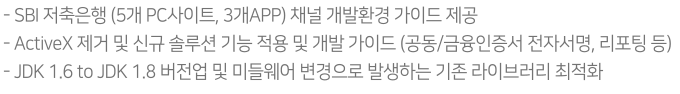 - SBI 저축은행 (5개 PC사이트, 3개APP) 채널 개발환경 가이드 제공
- ActiveX 제거 및 신규 솔루션 기능 적용 및 개발 가이드 (공동/금융인증서 전자서명, 리포팅 등)
- JDK 1.6 to JDK 1.8 버전업 및 미들웨어 변경으로 발생하는 기존 라이브러리 최적화